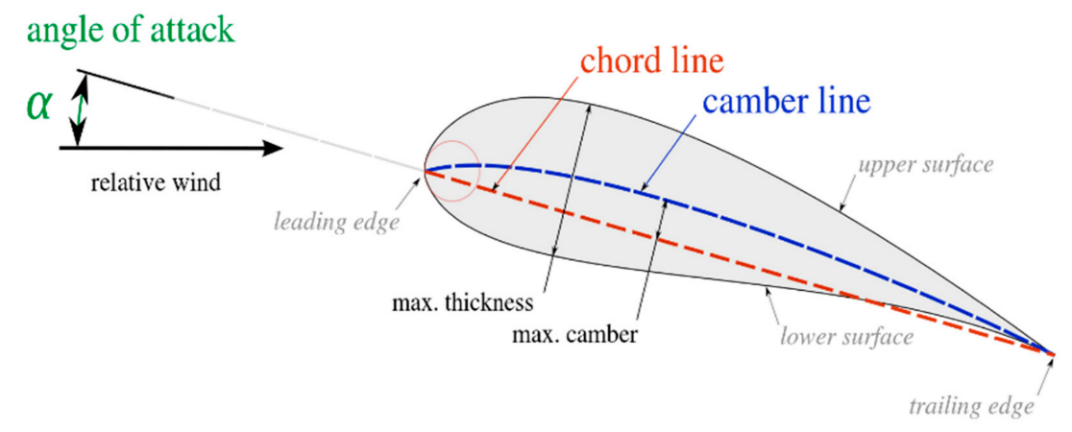 angle of attack
α
relative wind
chord line
camber line
upper surface
leading edge
max. thickness
max. camber
lower surface
trailing edge